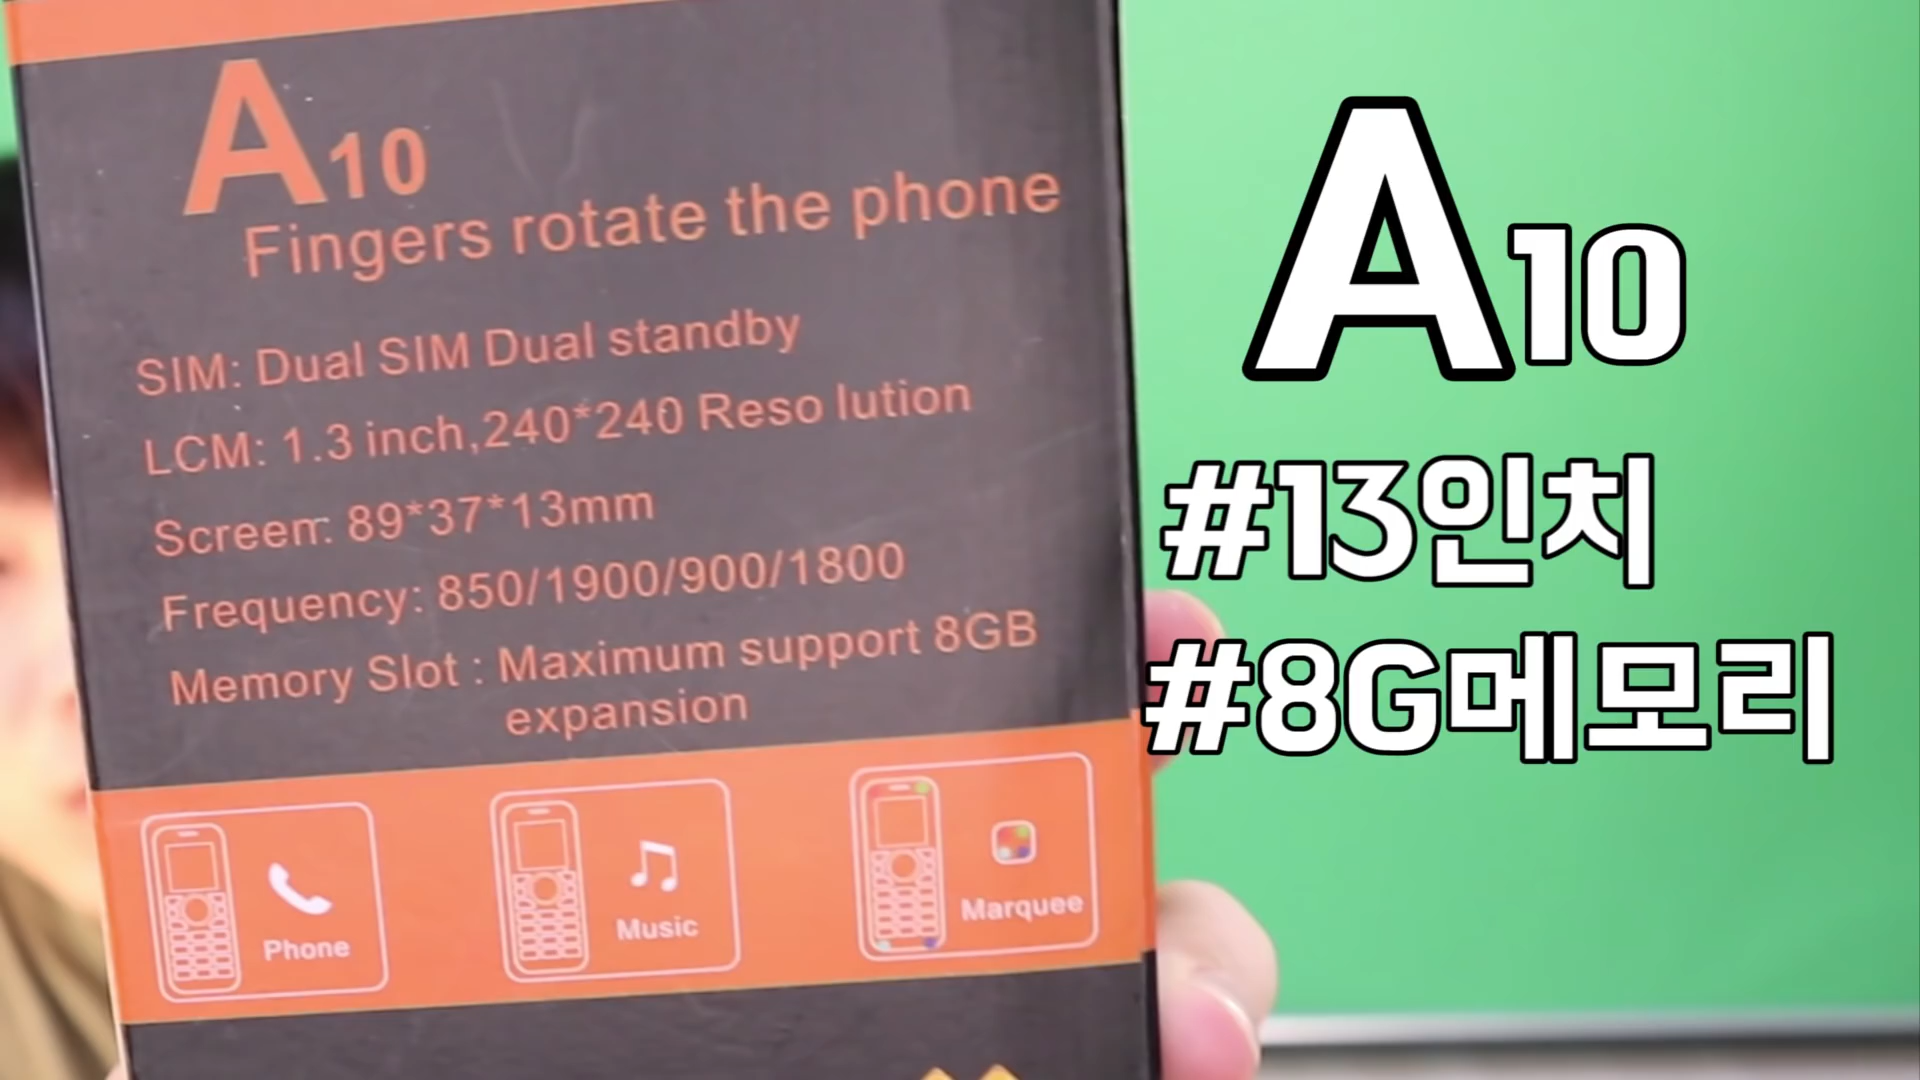 A10
Fingers rotate the phone
SIM: Dual SIM Dual standby
LCM: 1.3 inch,240*240 Reso lution
Screen: 89*37*13mm
Frequency: 850/1900/900/1800
Memory Slot : Maximum support 8GB
expansion
Phone
Music
Marquee
A10
#13인치
#8G메모리